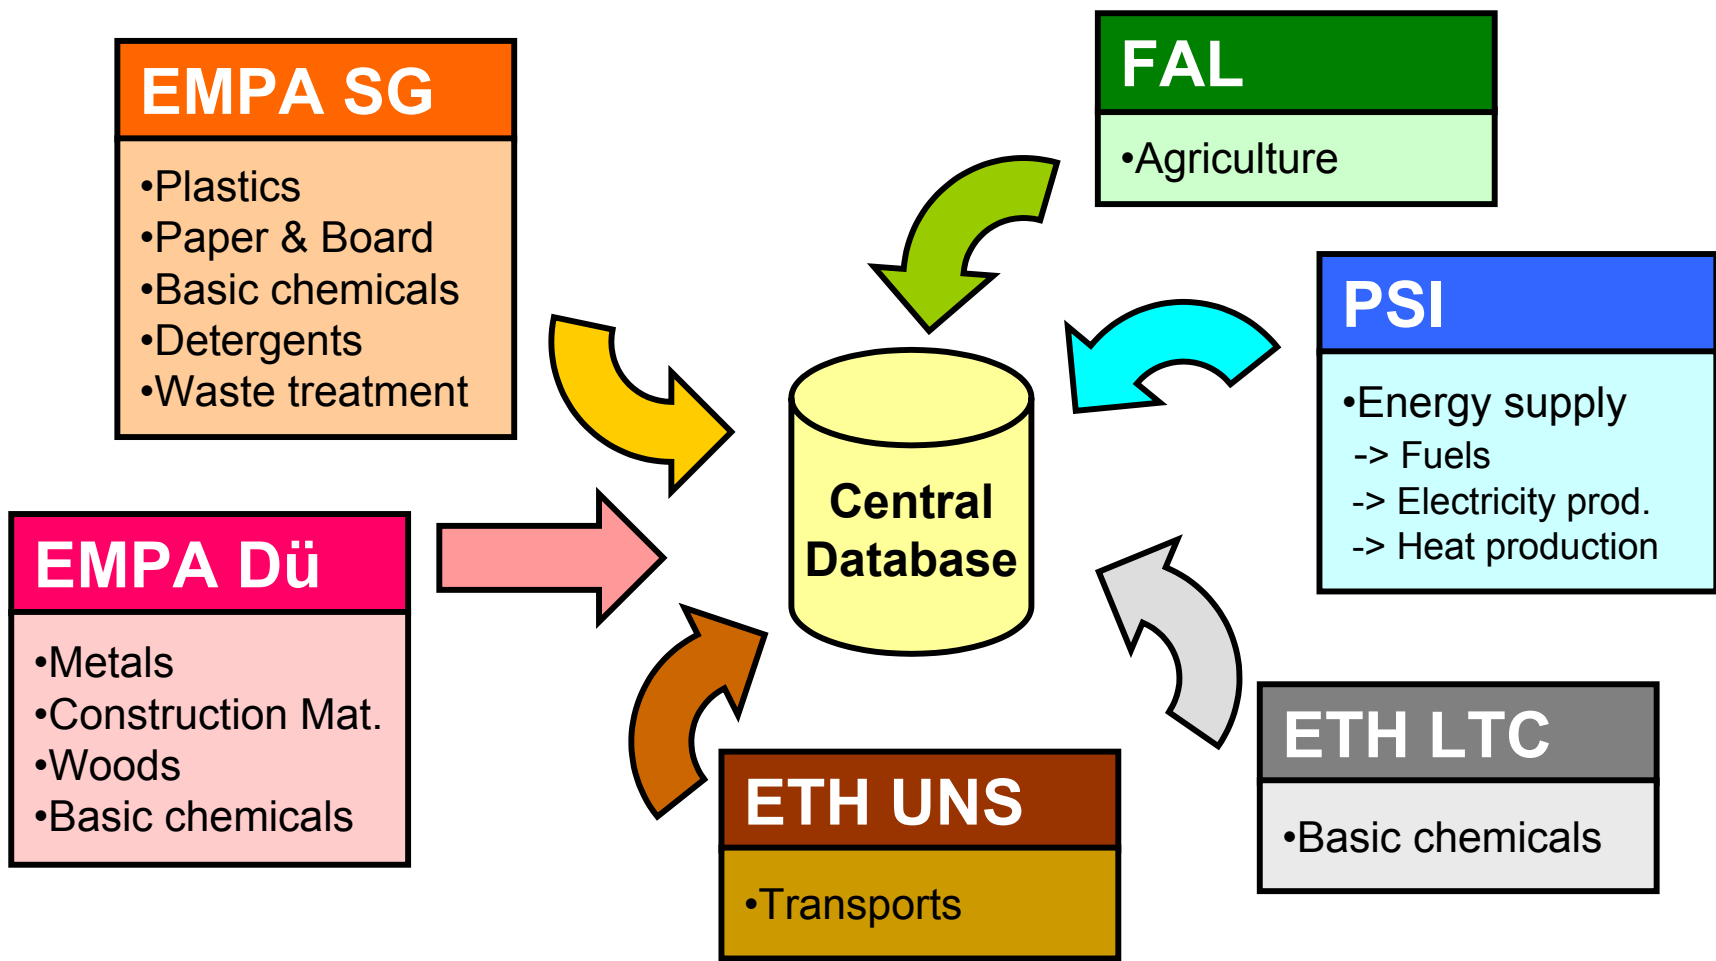 EMPA SG
•Plastics
•Paper & Board
•Basic chemicals
•Detergents
•Waste treatment
FAL
•Agriculture
PSI
•Energy supply
-> Fuels
-> Electricity prod.
-> Heat production
Central
Database
EMPA Dü
•Metals
•Construction Mat.
•Woods
•Basic chemicals
ETH UNS
•Transports
ETH LTC
•Basic chemicals